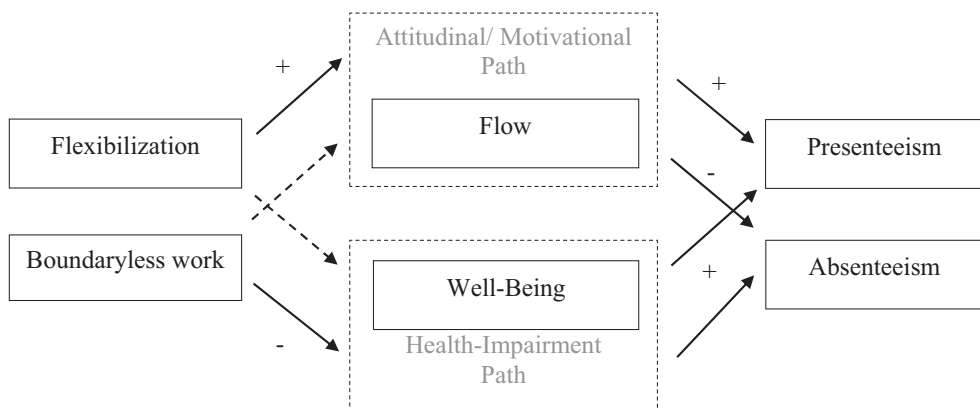 Attitudinal/ Motivational
Path
+
+
Flow
Flexibilization
Presenteeism
-
Boundaryless work
Absenteeism
Well-Being
+
-
Health-Impairment
Path